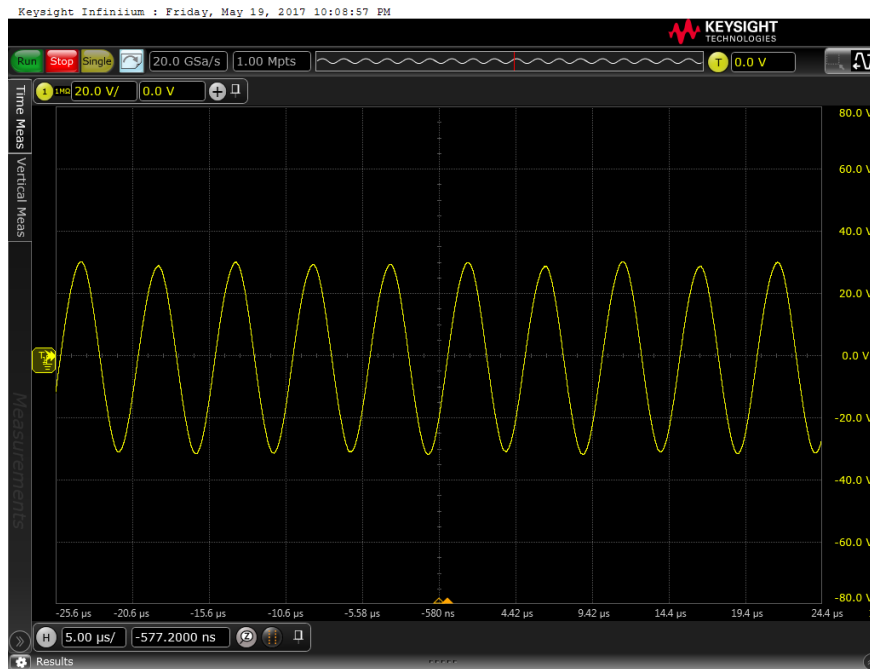 Keysight Infiniium : Friday, May 19, 2017 10:08:57 PM
KEYSIGHT
TECHNOLOGIES
Run Stop Single 20.0 GSa/s 1.00 Mpts T 0.0 V
1 1MΩ 20.0 V/ 0.0 V +
Time Meas
Vertical Meas
Measurements
80.0 V
60.0 V
40.0 V
20.0 V
0.0 V
-20.0 V
-40.0 V
-60.0 V
-80.0 V
T
-25.6 µs -20.6 µs -15.6 µs -10.6 µs -5.58 µs -580 ns 4.42 µs 9.42 µs 14.4 µs 19.4 µs 24.4 µs
H 5.00 µs/ -577.2000 ns
Results